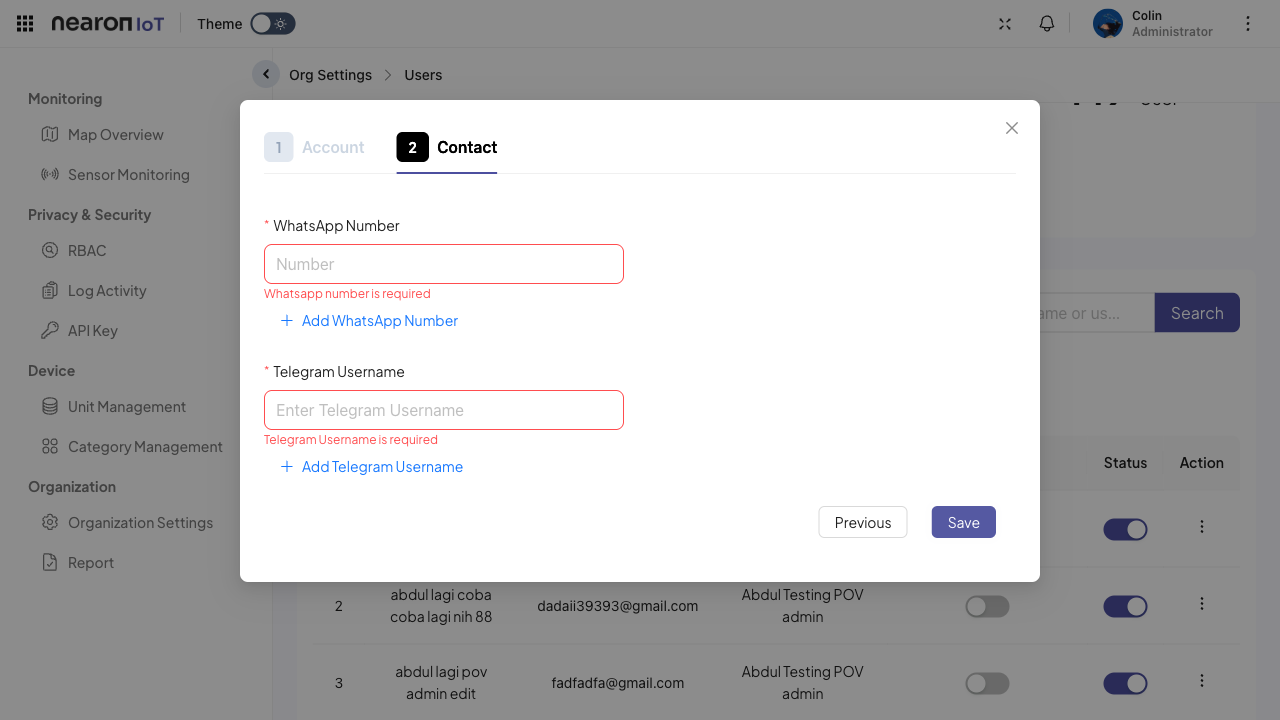 nearon IoT
Theme
Colin
Administrator
Org Settings
Users
Monitoring
Map Overview
Sensor Monitoring
Privacy & Security
RBAC
Log Activity
API Key
Device
Unit Management
Category Management
Organization
Organization Settings
Report
1 Account
2 Contact
* WhatsApp Number
Number
Whatsapp number is required
+ Add WhatsApp Number
* Telegram Username
Enter Telegram Username
Telegram Username is required
+ Add Telegram Username
Previous
Save
ame or us...
Search
Status
Action
2
abdul lagi coba
coba lagi nih 88
dadaii39393@gmail.com
Abdul Testing POV
admin
3
abdul lagi pov
admin edit
fadfadfa@gmail.com
Abdul Testing POV
admin